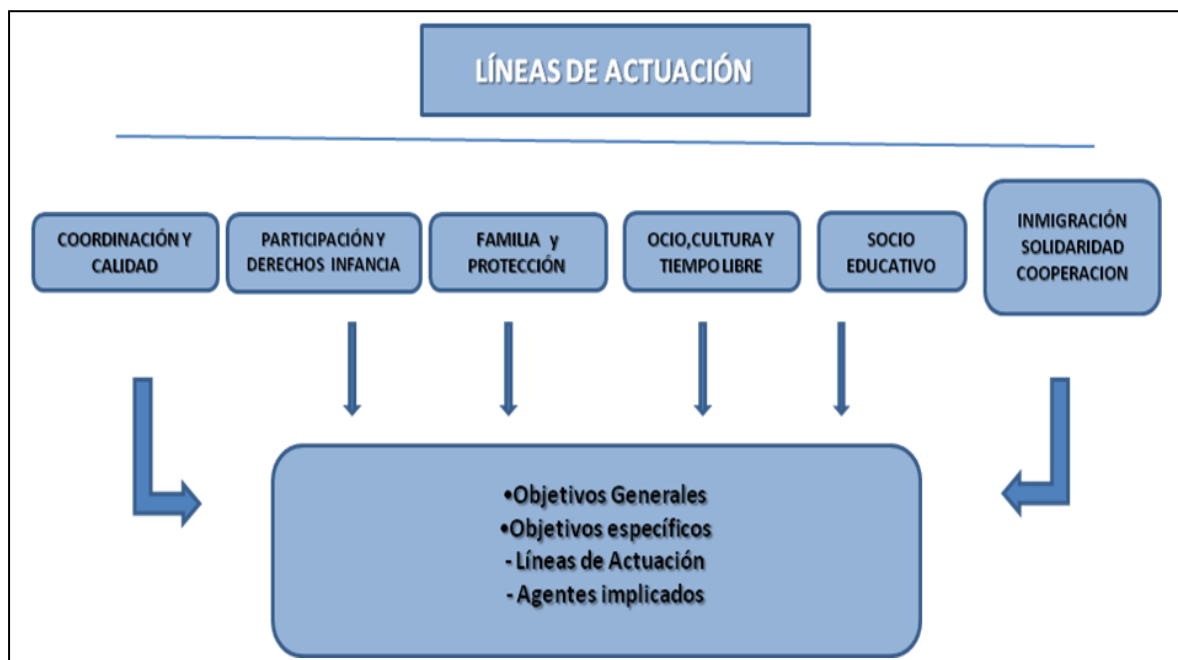 LÍNEAS DE ACTUACIÓN
COORDINACIÓN Y
CALIDAD
PARTICIPACIÓN Y
DERECHOS INFANCIA
FAMILIA y
PROTECCIÓN
OCIO,CULTURA Y
TIEMPO LIBRE
SOCIO
EDUCATIVO
INMIGRACIÓN
SOLIDARIDAD
COOPERACION
•Objetivos Generales
•Objetivos específicos
- Líneas de Actuación
- Agentes implicados